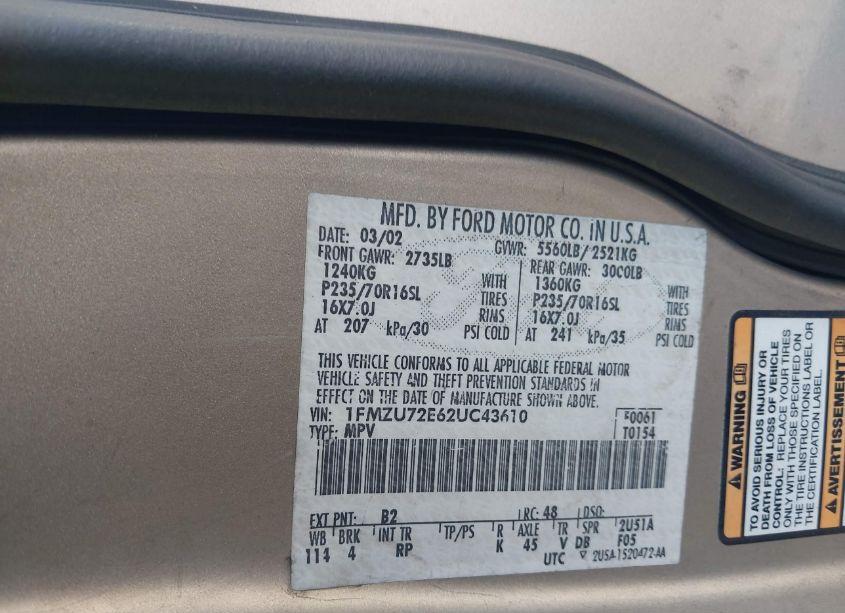 MFD. BY FORD MOTOR CO. IN U.S.A.
DATE: 03/02 GVWR: 5560LB/2521KG
FRONT GAWR: 2735LB REAR GAWR: 30C0LB
1240KG WITH 1360KG WITH
P235/70R16SL TIRES P235/70R16SL TIRES
16X7.0J RIMS 16X7.0J RIMS
AT 207 kPa/30 PSI COLD AT 241 kPa/35 PSI COLD
THIS VEHICLE CONFORMS TO ALL APPLICABLE FEDERAL MOTOR
VEHICLE SAFETY AND THEFT PREVENTION STANDARDS IN
EFFECT ON THE DATE OF MANUFACTURE SHOWN ABOVE.
VIN: 1FMZU72E62UC43610 F0061
TYPE: MPV T0154
EXT PNT: B2 RC: 48 DSO:
WB BRK INT TR TP/PS R AXLE TR SPR 2U51A
114 4 RP K 45 V DB F05
UTC ▽ 2U5A-1520472-AA
WARNING
TO AVOID SERIOUS INJURY OR
DEATH FROM LOSS OF VEHICLE
CONTROL: REPLACE YOUR TIRES
ONLY WITH THOSE SPECIFIED ON
THE TIRE INSTRUCTIONS LABEL OR
THE CERTIFICATION LABEL.